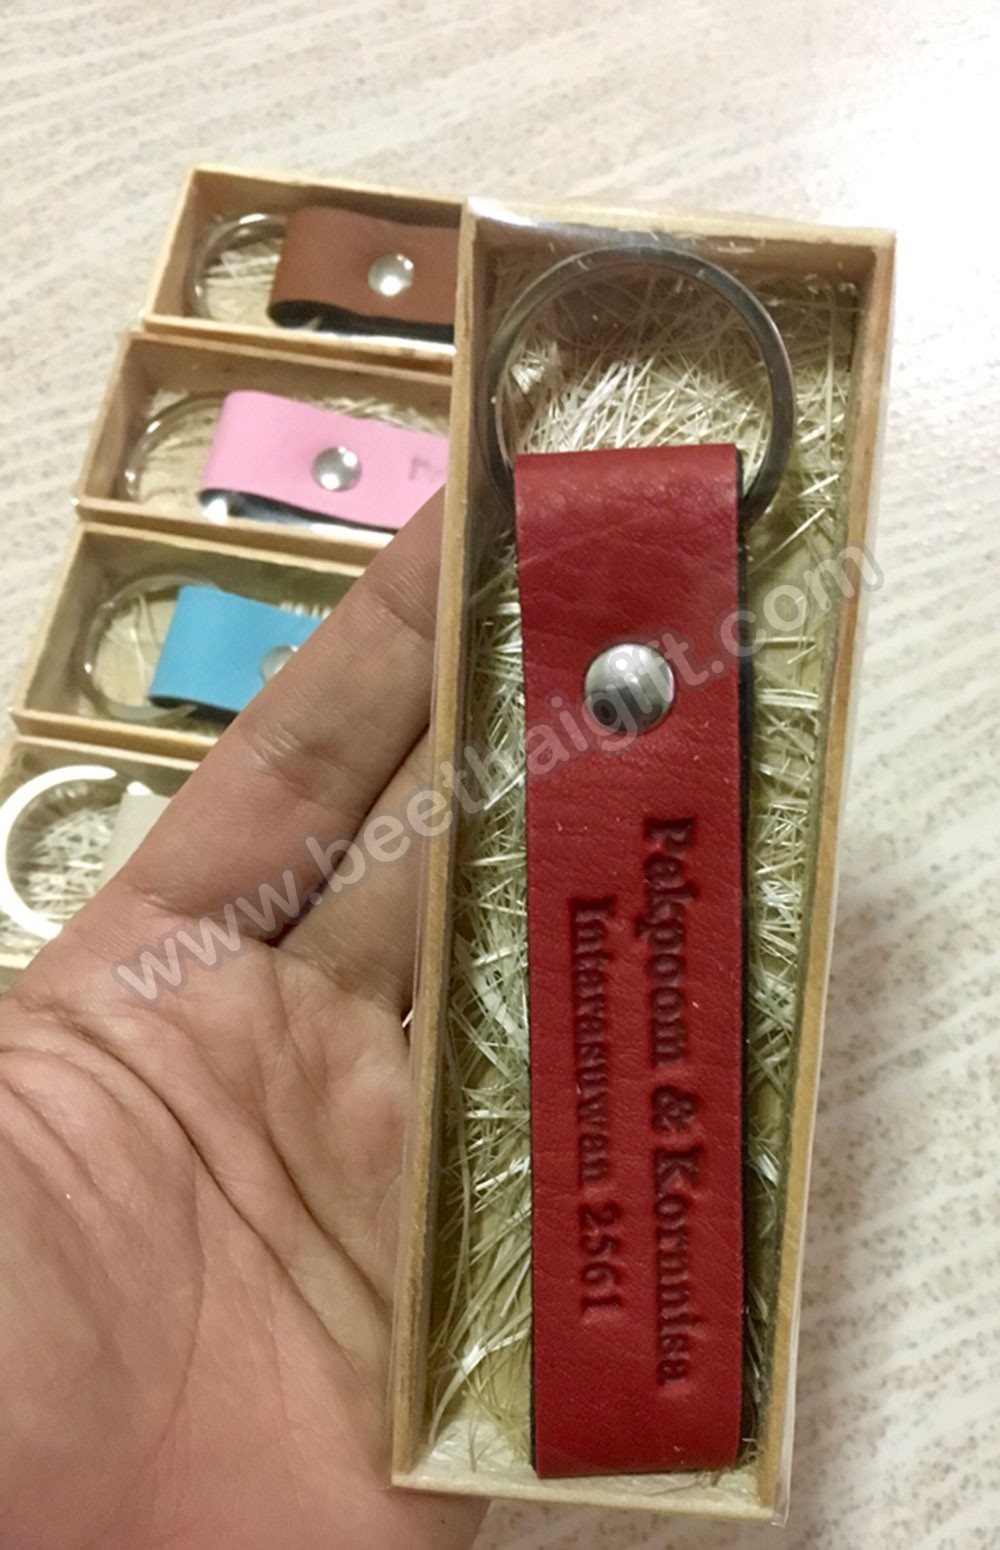 Pakpoom & Kornnisa
Intarasuwan 2561
www.beethaigift.com